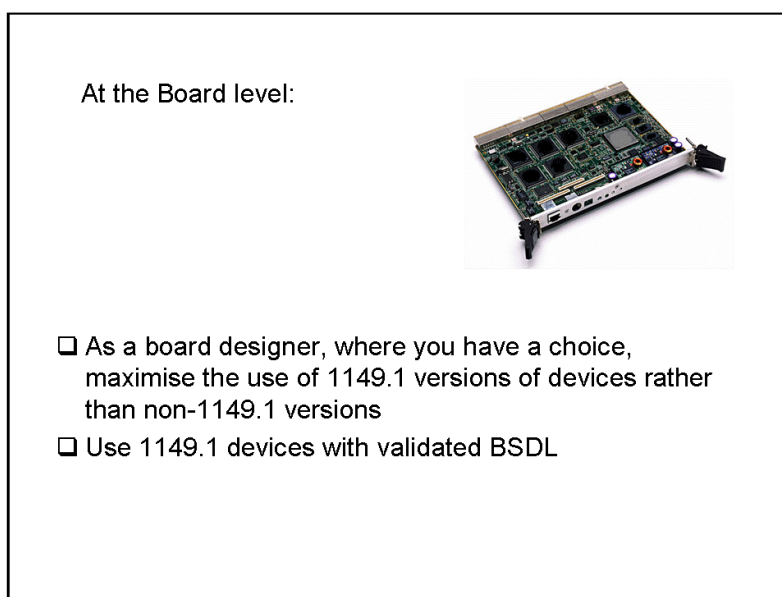 At the Board level:
❑ As a board designer, where you have a choice,
maximise the use of 1149.1 versions of devices rather
than non-1149.1 versions
❑ Use 1149.1 devices with validated BSDL